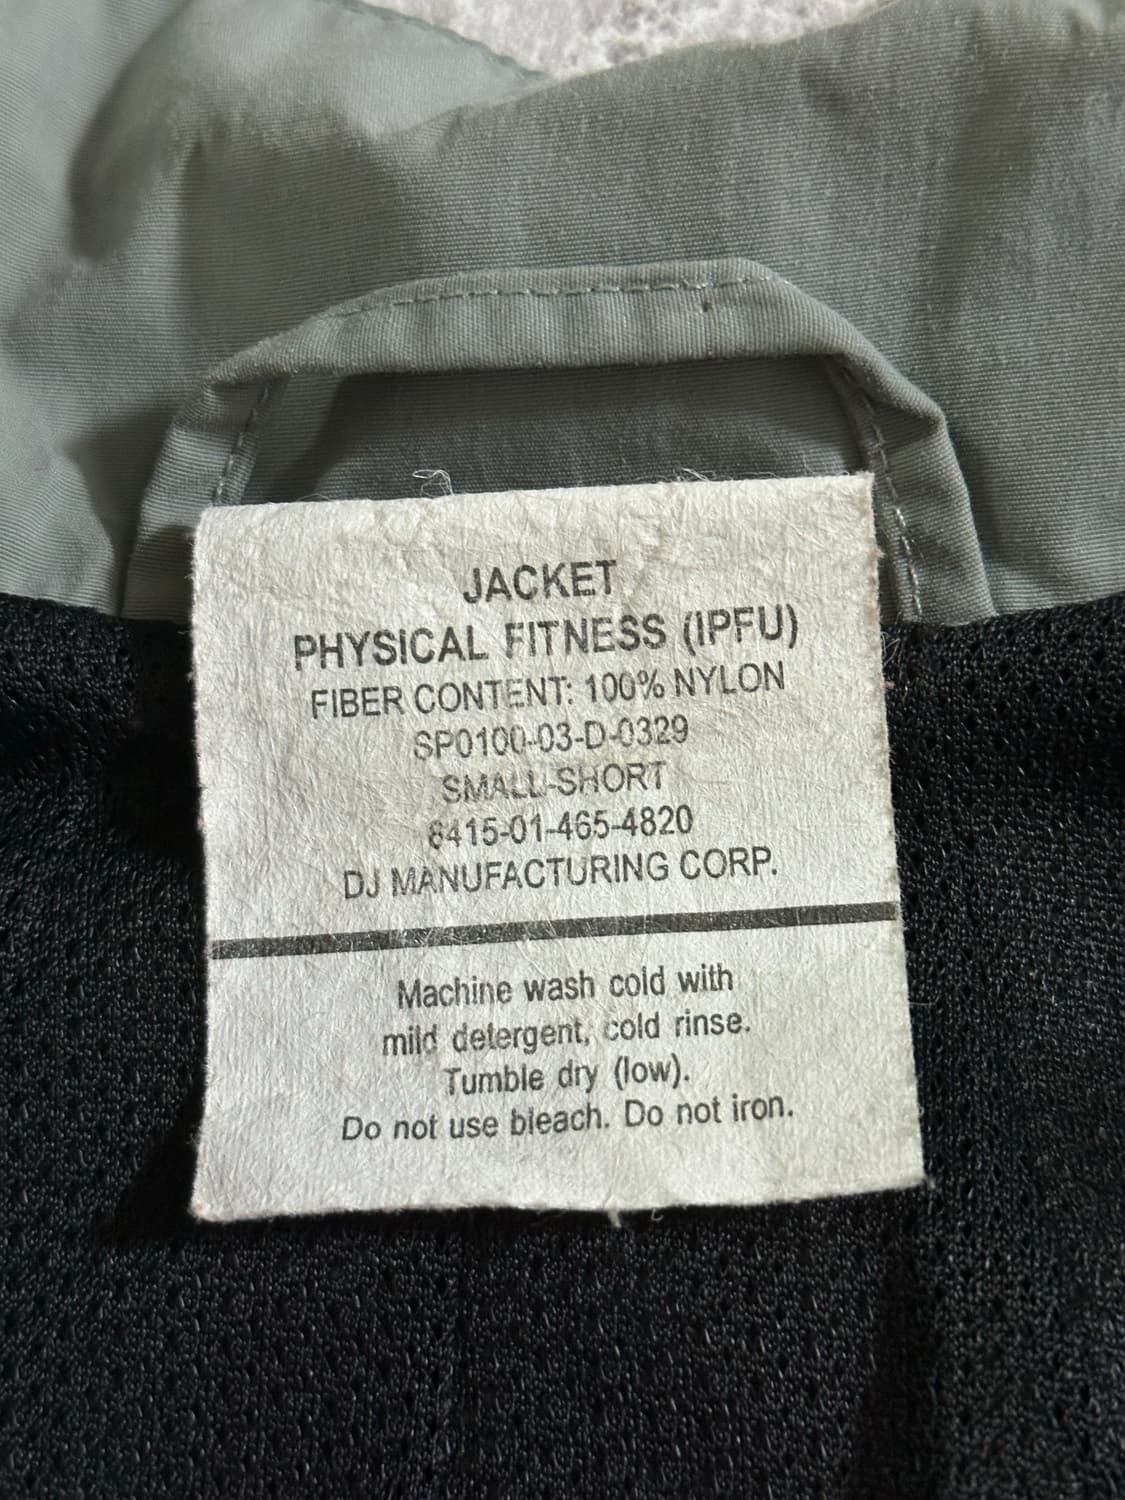 JACKET
PHYSICAL FITNESS (IPFU)
FIBER CONTENT: 100% NYLON
SP0100-03-D-0329
SMALL-SHORT
8415-01-465-4820
DJ MANUFACTURING CORP.
Machine wash cold with
mild detergent, cold rinse.
Tumble dry (low).
Do not use bleach. Do not iron.